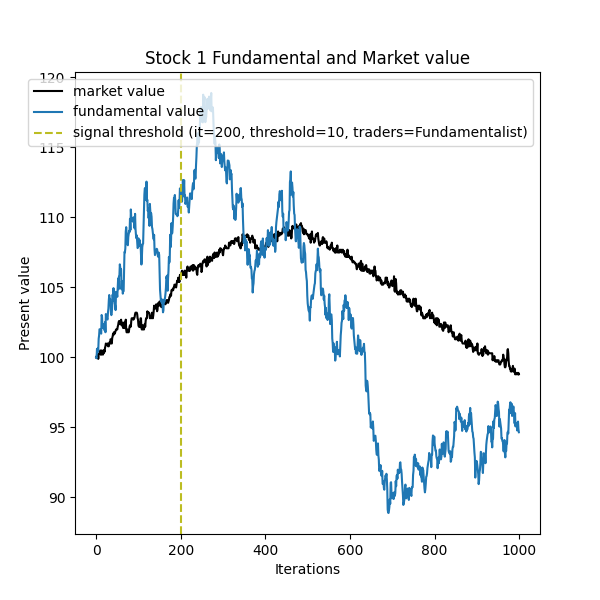 Stock 1 Fundamental and Market value
market value
fundamental value
signal threshold (it=200, threshold=10, traders=Fundamentalist)
120
115
110
105
100
95
90
Present value
0 200 400 600 800 1000
Iterations